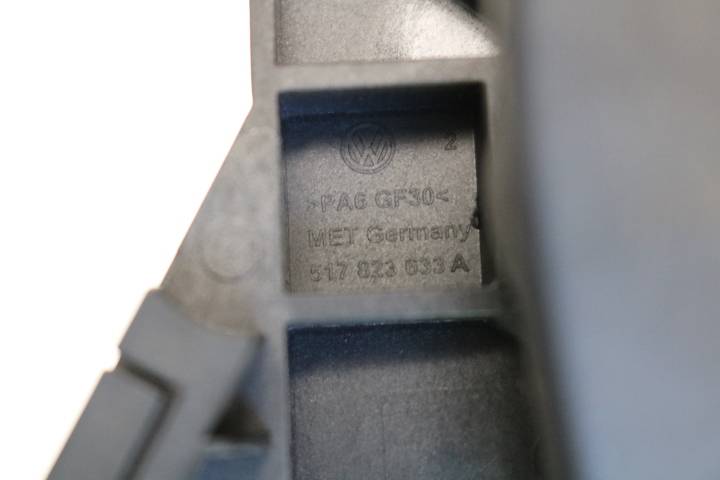 2
>PA6 GF30<
MET Germany
517 823 633 A